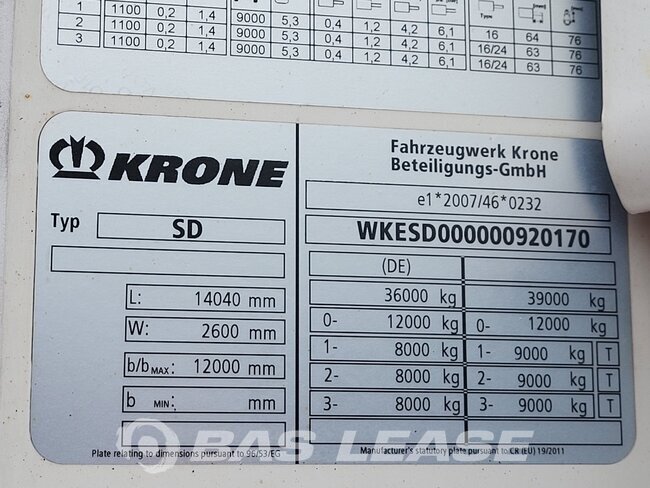 1 1100 0,2 1,4 9000 5,3 0,4 1,2 4,2 6,1 Type
2 1100 0,2 1,4 9000 5,3 0,4 1,2 4,2 6,1 16 64 76
3 1100 0,2 1,4 9000 5,3 0,4 1,2 4,2 6,1 16/24 63 76
16/24 63 76
KRONE
Typ SD
L: 14040 mm
W: 2600 mm
b/b MAX: 12000 mm
b MIN: mm
Plate relating to dimensions pursuant to 96/53/EG
Fahrzeugwerk Krone
Beteiligungs-GmbH
e1*2007/46*0232
WKESD000000920170
(DE)
36000 kg 39000 kg
0- 12000 kg 0- 12000 kg
1- 8000 kg 1- 9000 kg T
2- 8000 kg 2- 9000 kg T
3- 8000 kg 3- 9000 kg T
Manufacturer's statutory plate pursuant to CR (EU) 19/2011
BAS LEASE